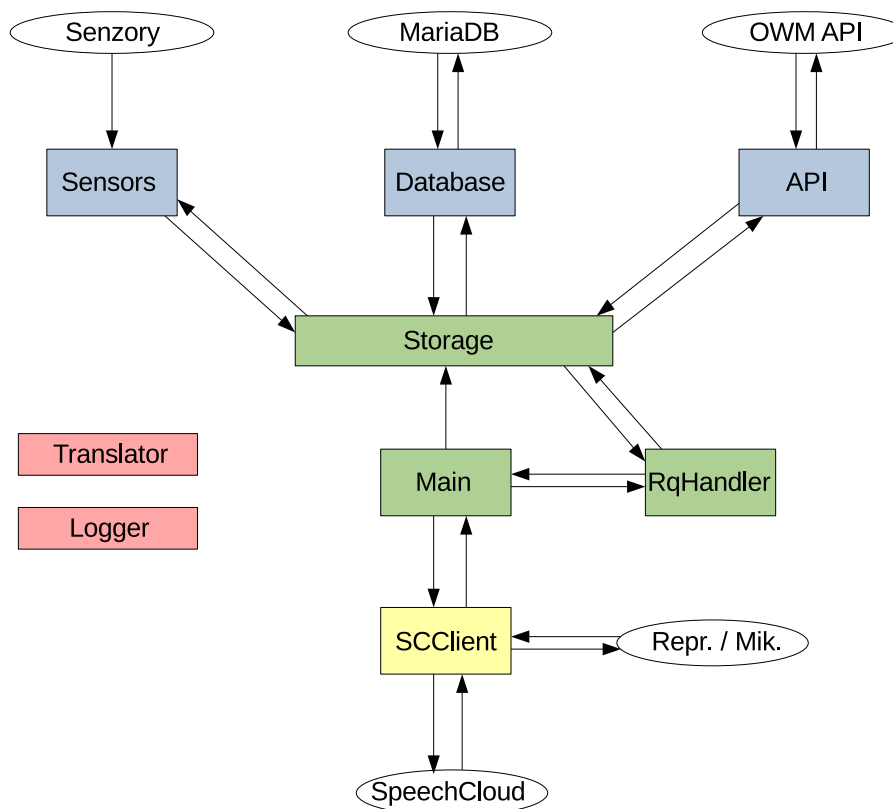 Senzory
MariaDB
OWM API
Sensors
Database
API
Storage
Translator
Main
RqHandler
Logger
SCClient
Repr. / Mik.
SpeechCloud